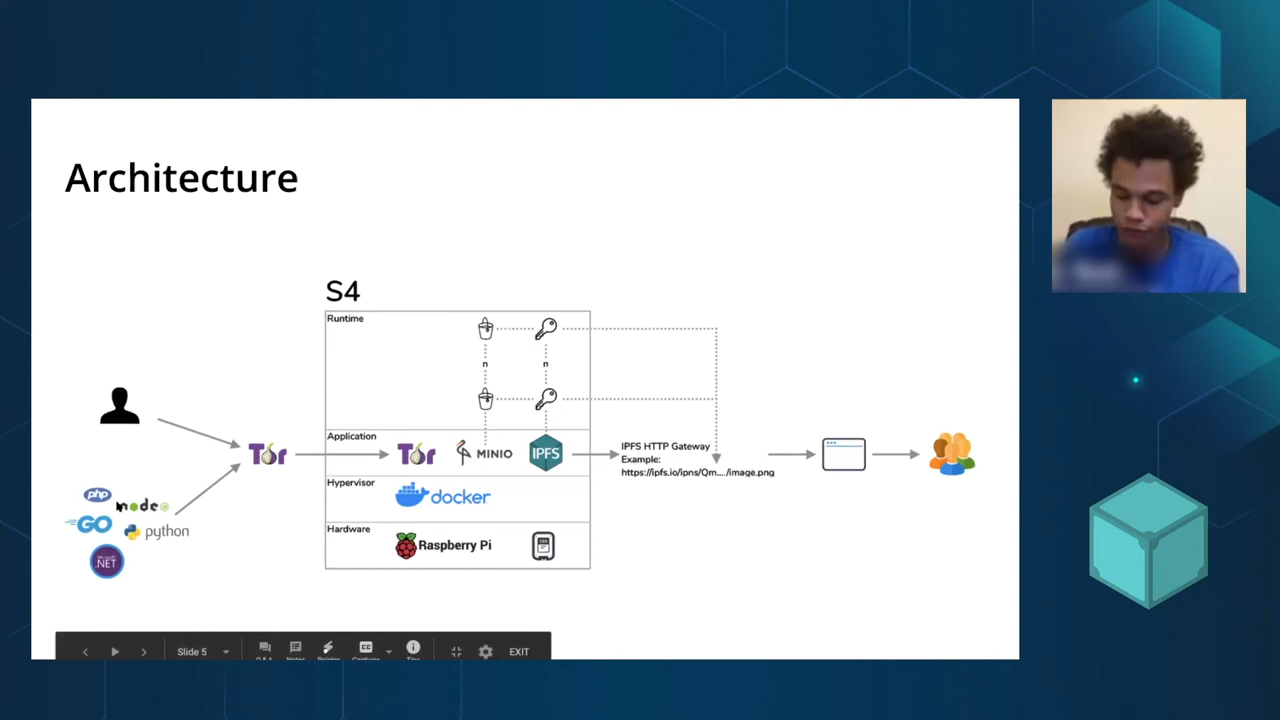 Architecture
S4
Runtime
n n
Application
Tor
Tor
MINIO
IPFS
IPFS HTTP Gateway
Example:
https://ipfs.io/ipns/Qm..../image.png
Hypervisor
docker
Hardware
Raspberry Pi
php
node
GO
python
.NET
Slide 5
Captions
EXIT